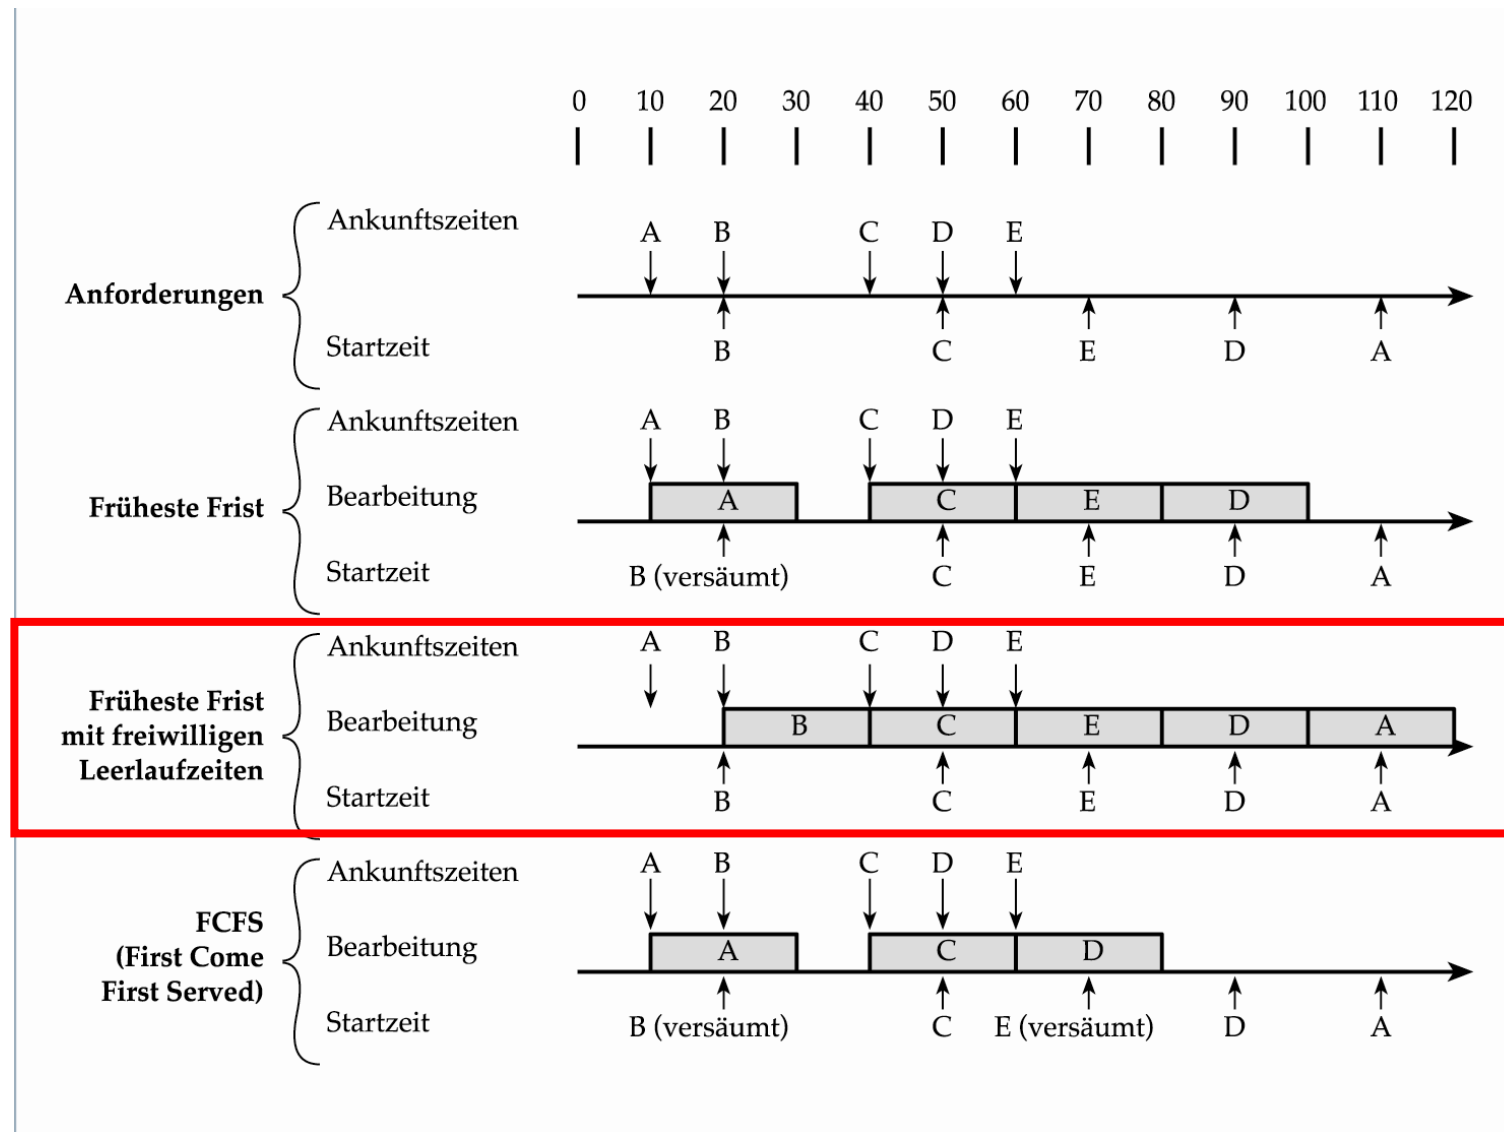 0 10 20 30 40 50 60 70 80 90 100 110 120
Anforderungen
Ankunftszeiten
A B C D E
Startzeit
B C E D A
Früheste Frist
Ankunftszeiten
A B C D E
Bearbeitung
A C E D
Startzeit
B (versäumt) C E D A
Früheste Frist
mit freiwilligen
Leerlaufzeiten
Ankunftszeiten
A B C D E
Bearbeitung
B C E D A
Startzeit
B C E D A
FCFS
(First Come
First Served)
Ankunftszeiten
A B C D E
Bearbeitung
A C D
Startzeit
B (versäumt) C E (versäumt) D A